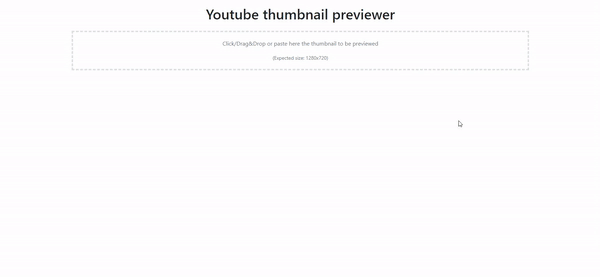 Youtube thumbnail previewer
Click/Drag&Drop or paste here the thumbnail to be previewed
(Expected size: 1280x720)